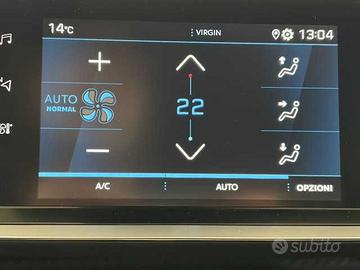 14°C
VIRGIN
13:04
AUTO
NORMAL
22
A/C
AUTO
OPZIONI
subito